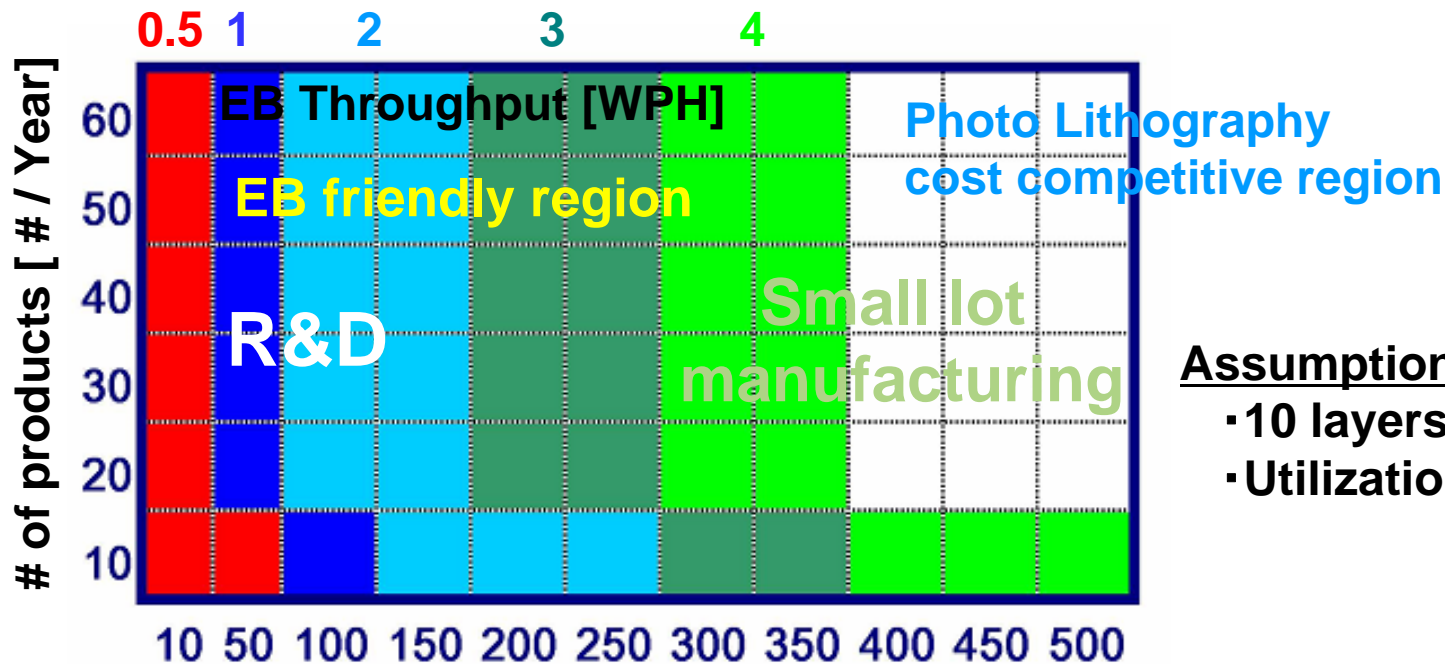 0.5 1 2 3 4
# of products [ # / Year]
60
EB Throughput [WPH]
Photo Lithography
cost competitive region
50
EB friendly region
40
Small lot
manufacturing
R&D
30
Assumption
・10 layers
・Utilizatio
20
10
10 50 100 150 200 250 300 350 400 450 500